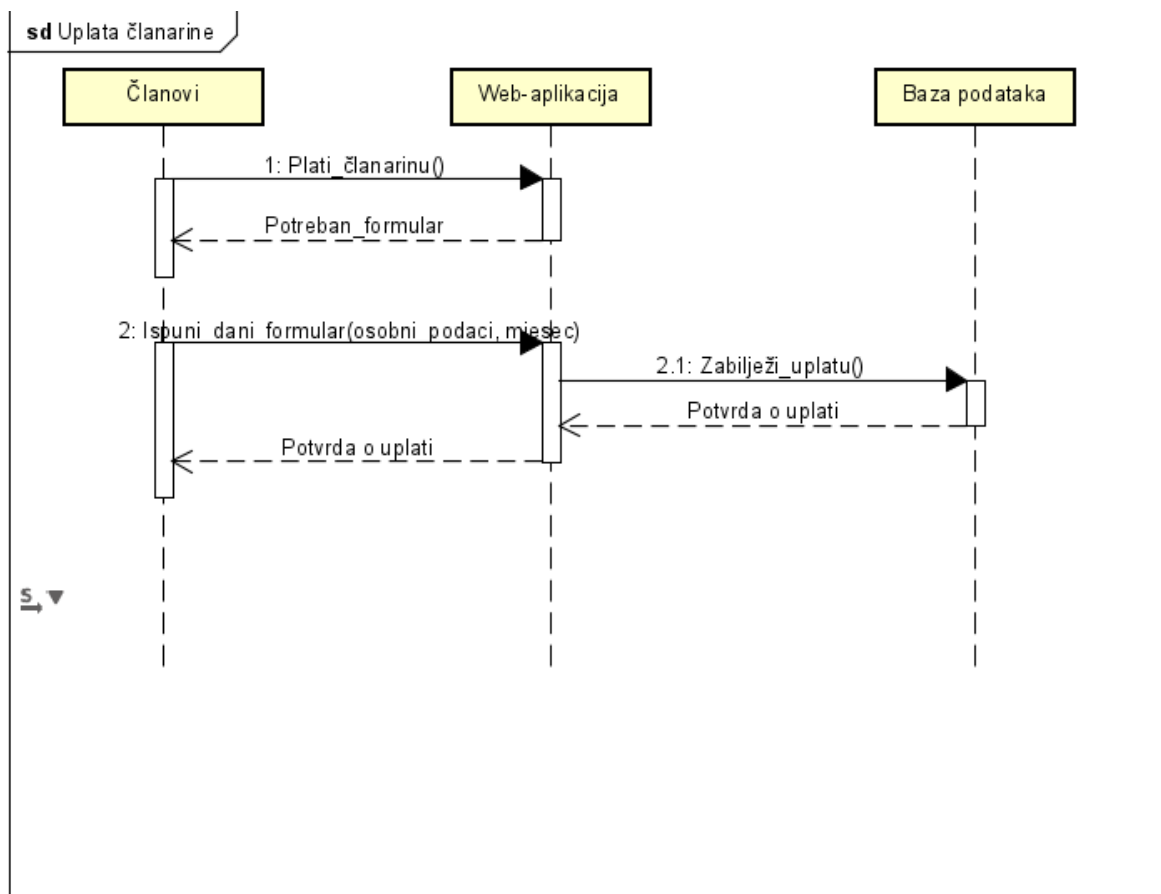 sd Uplata članarine
Članovi
Web-aplikacija
Baza podataka
1: Plati_članarinu()
Potreban_formular
2: Ispuni_dani_formular(osobni_podaci, mjesec)
2.1: Zabilježi_uplatu()
Potvrda o uplati
Potvrda o uplati
S